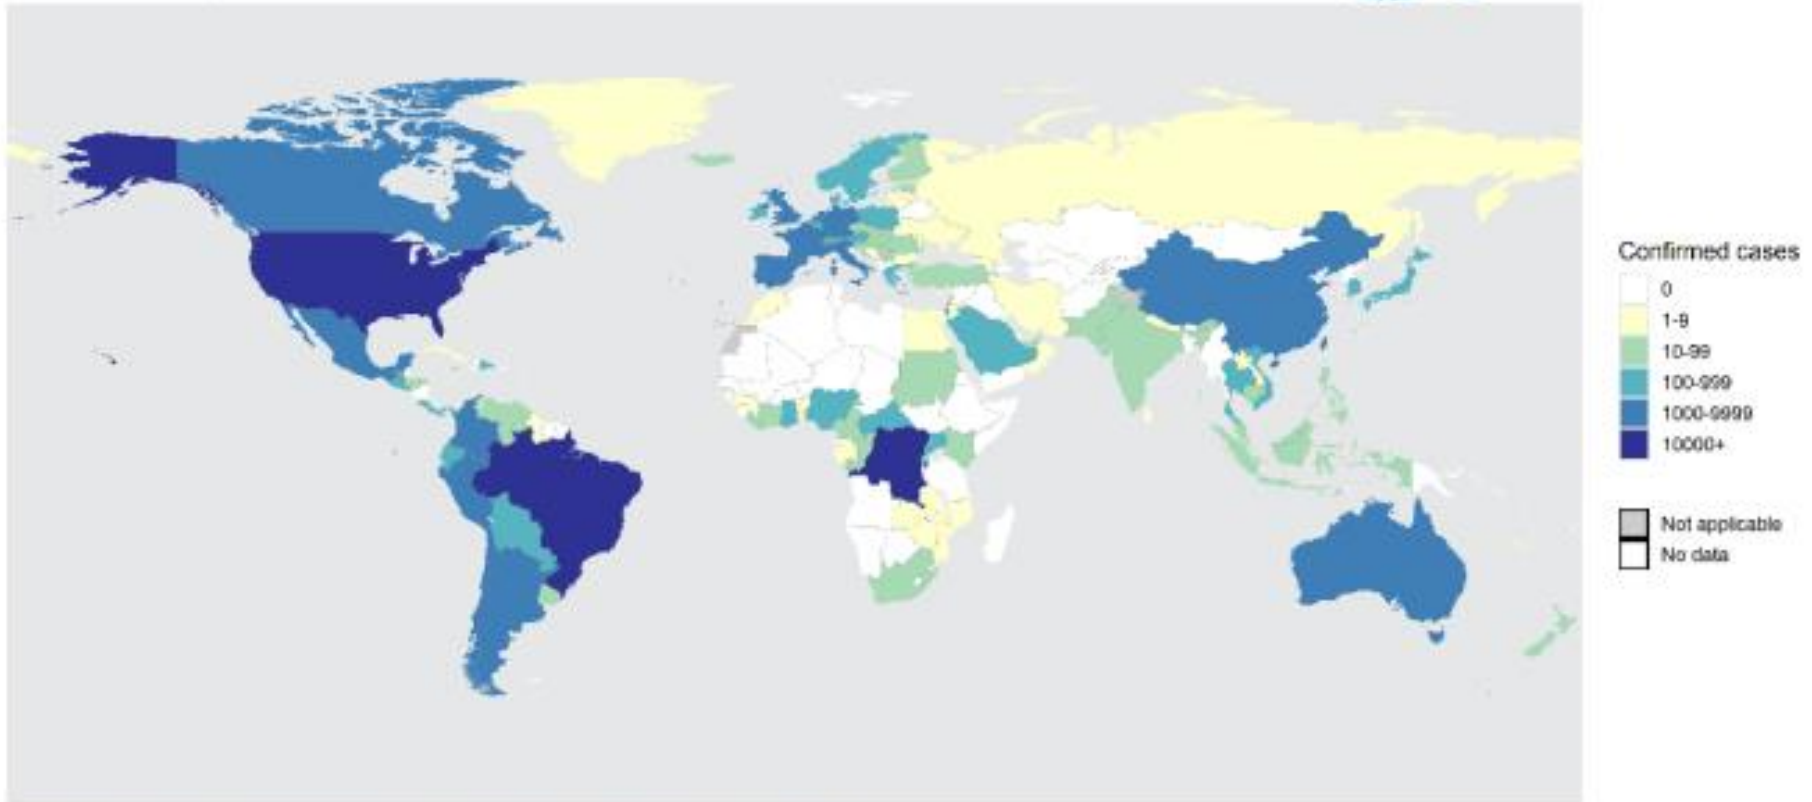 Confirmed cases
0
1-9
10-99
100-999
1000-9999
10000+
Not applicable
No data